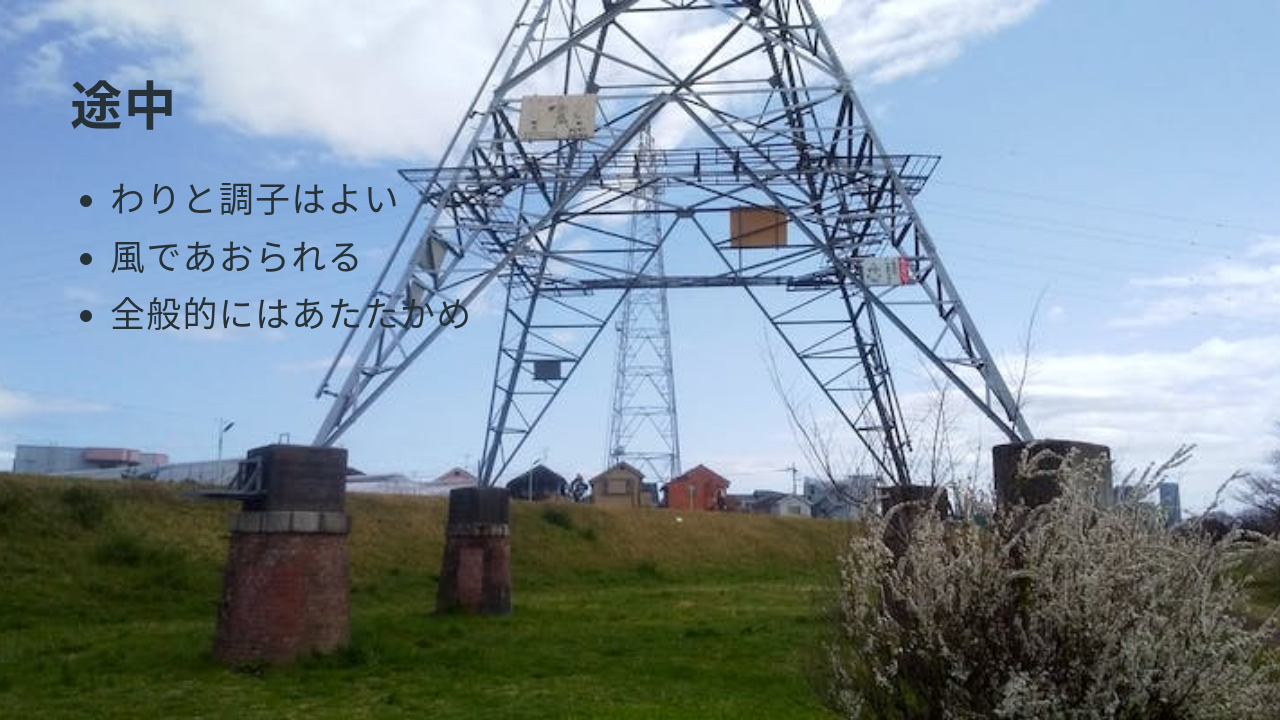 途中
わりと調子はよい
風であおられる
全般的にはあたたかめ